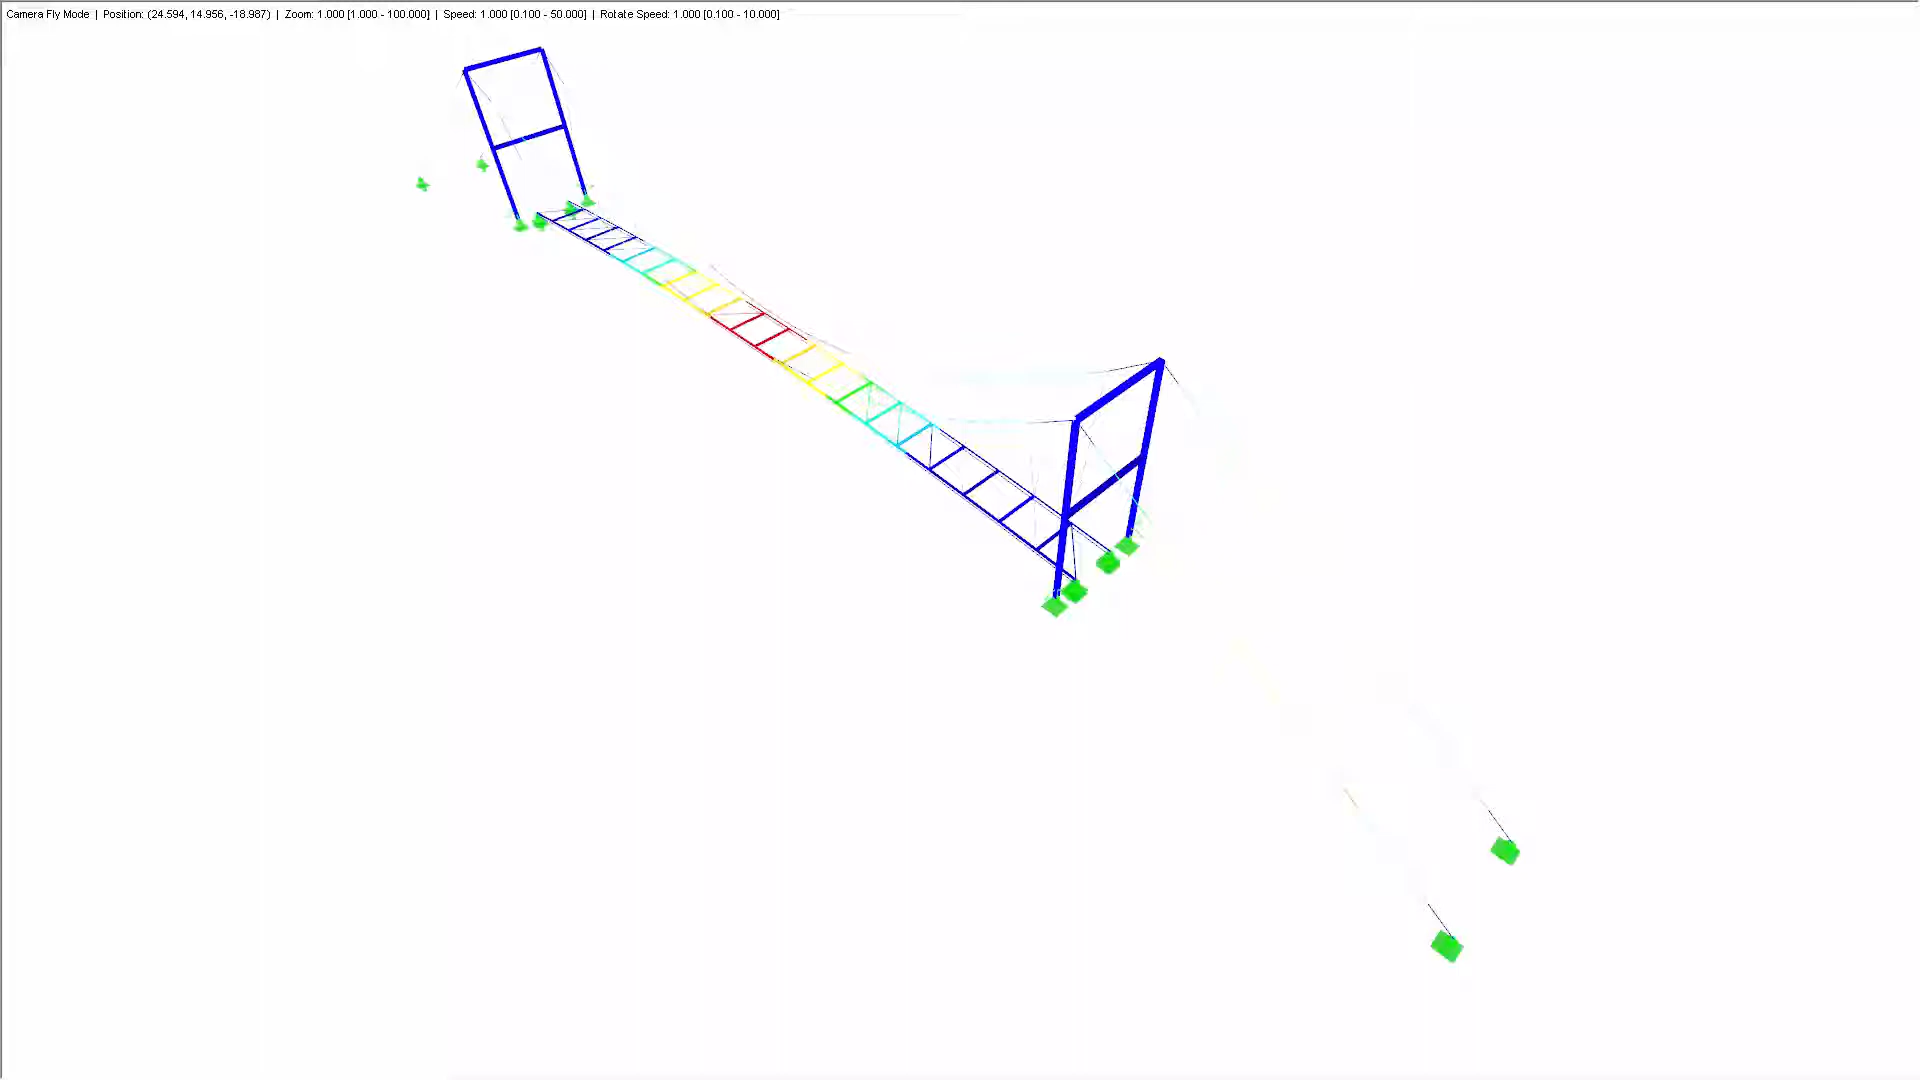 Camera Fly Mode | Position: (24.594, 14.956, -18.987) | Zoom: 1.000 [1.000 - 100.000] | Speed: 1.000 [0.100 - 50.000] | Rotate Speed: 1.000 [0.100 - 10.000]